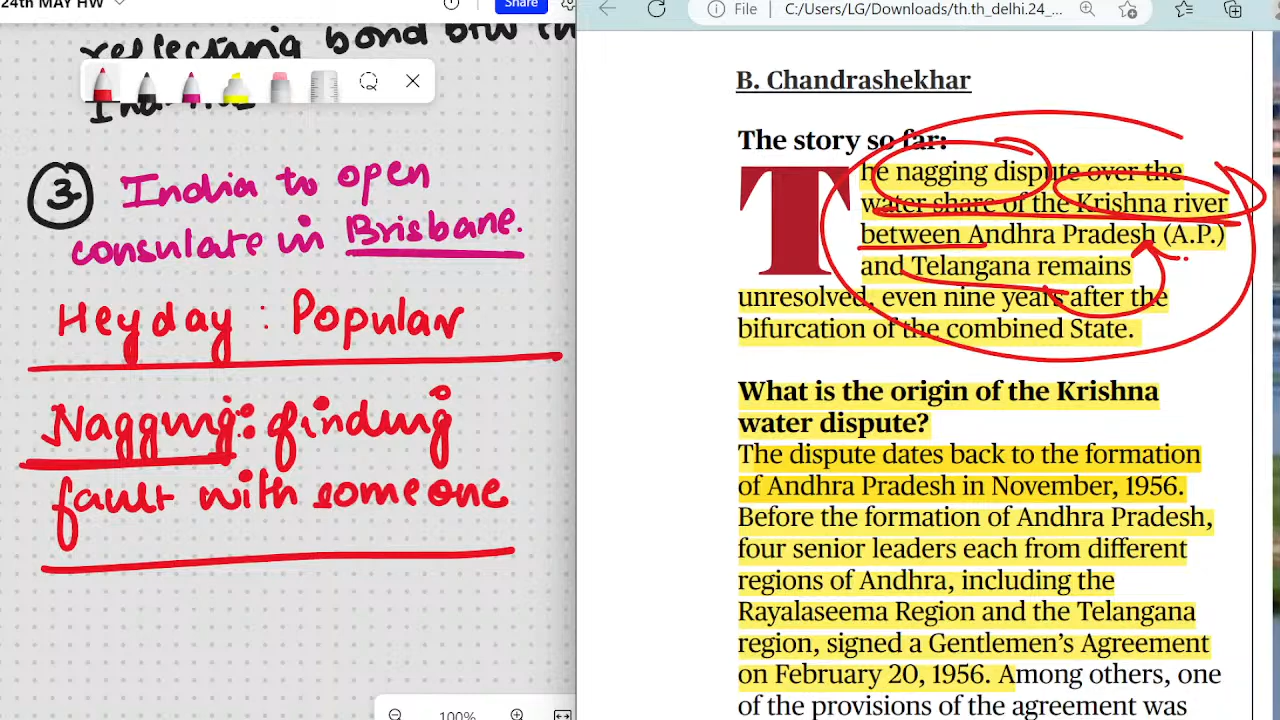 24th MAY HW
Share
reflecting bond btw
③ India to open
consulate in Brisbane.
Heyday : Popular
Nagging: finding
fault with someone
100%
File C:/Users/LG/Downloads/th.th_delhi.24_...
B. Chandrashekhar
The story so far:
The nagging dispute over the
water share of the Krishna river
between Andhra Pradesh (A.P.)
and Telangana remains
unresolved, even nine years after the
bifurcation of the combined State.
What is the origin of the Krishna
water dispute?
The dispute dates back to the formation
of Andhra Pradesh in November, 1956.
Before the formation of Andhra Pradesh,
four senior leaders each from different
regions of Andhra, including the
Rayalaseema Region and the Telangana
region, signed a Gentlemen's Agreement
on February 20, 1956. Among others, one
of the provisions of the agreement was